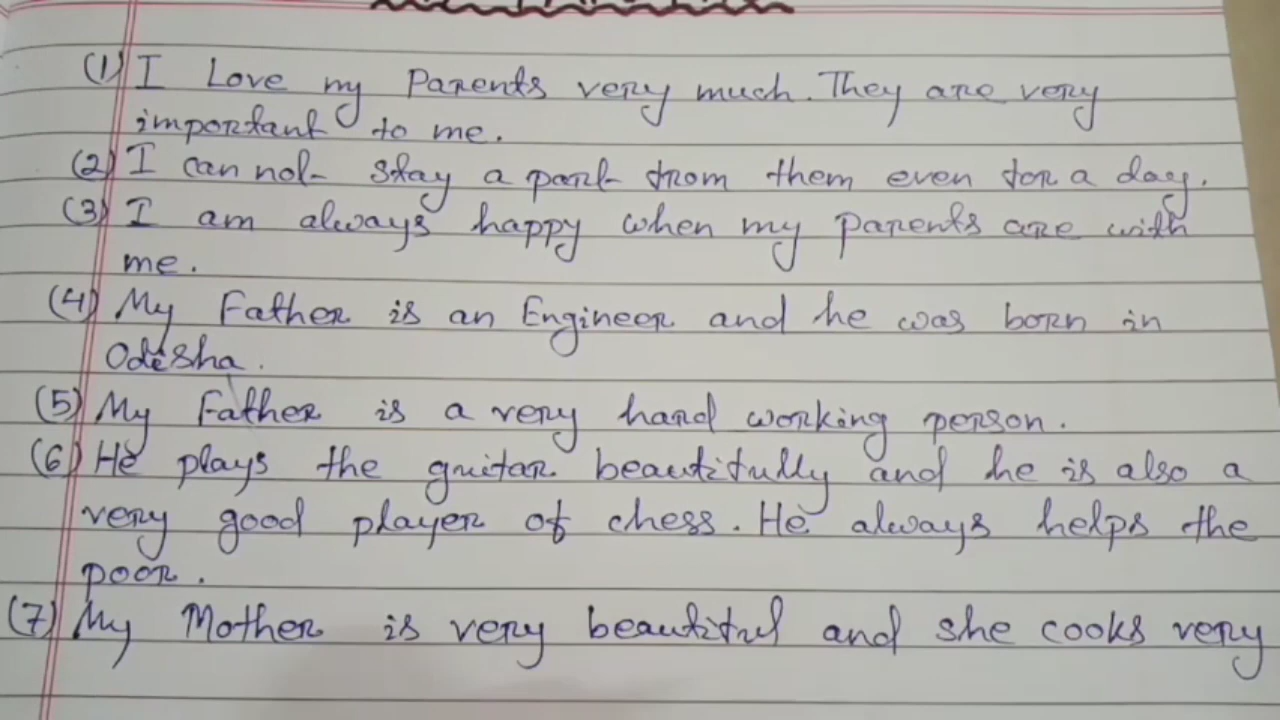 (1) I Love my Parents very much. They are very
important to me.
(2) I can not stay a part from them even for a day.
(3) I am always happy when my parents are with
me.
(4) My Father is an Engineer and he was born in
Odisha.
(5) My Father is a very hard working person.
(6) He plays the guitar beautifully and he is also a
very good player of chess. He always helps the
poor.
(7) My Mother is very beautiful and she cooks very